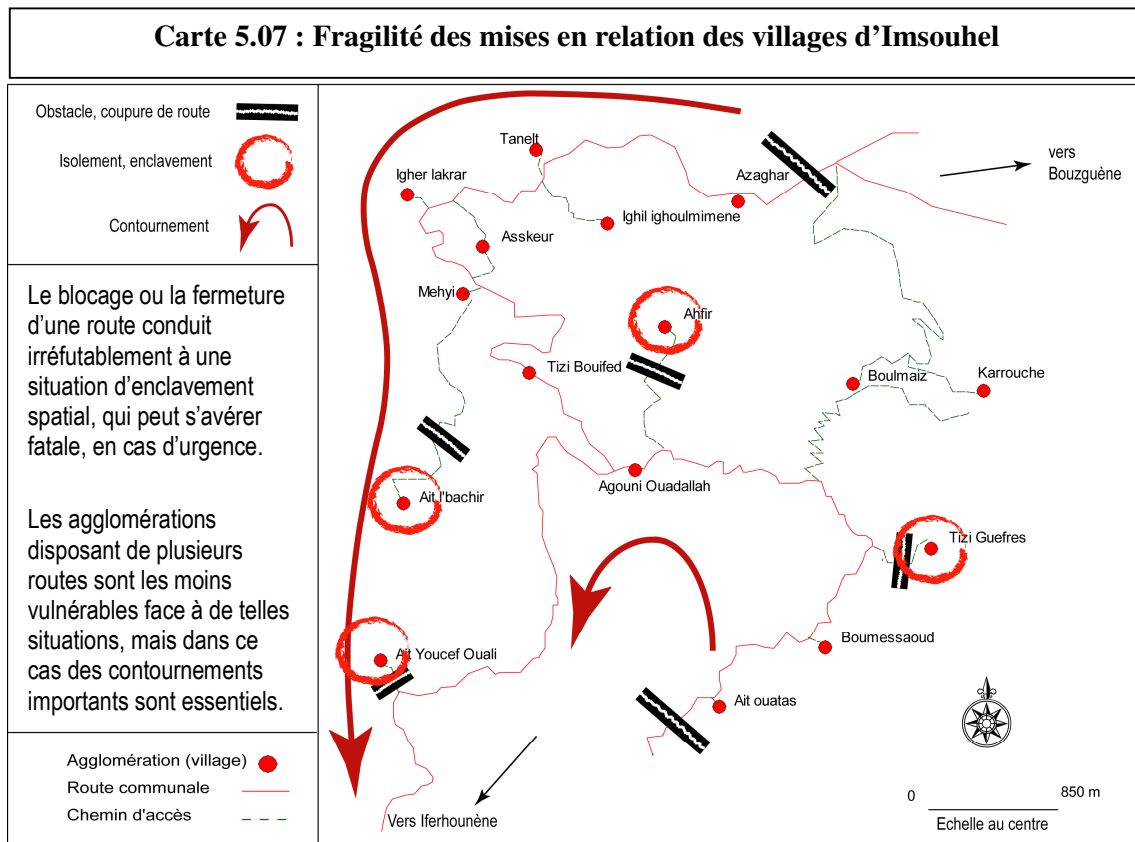 Carte 5.07 : Fragilité des mises en relation des villages d'Imsouhel
Obstacle, coupure de route
Isolement, enclavement
Contournement
Le blocage ou la fermeture
d'une route conduit
irréfutablement à une
situation d'enclavement
spatial, qui peut s'avérer
fatale, en cas d'urgence.
Les agglomérations
disposant de plusieurs
routes sont les moins
vulnérables face à de telles
situations, mais dans ce
cas des contournements
importants sont essentiels.
Agglomération (village)
Route communale
Chemin d'accès
Tanelt
Igher lakrar
Azaghar
vers
Bouzguène
Ighil ighoulmimene
Asskeur
Mehyi
Ahfir
Tizi Bouifed
Boulmaiz
Karrouche
Agouni Ouadallah
Ait l'bachir
Tizi Guefres
Boumessaoud
Ait Youcef Ouali
Ait ouatas
Vers Iferhounène
0
850 m
Echelle au centre